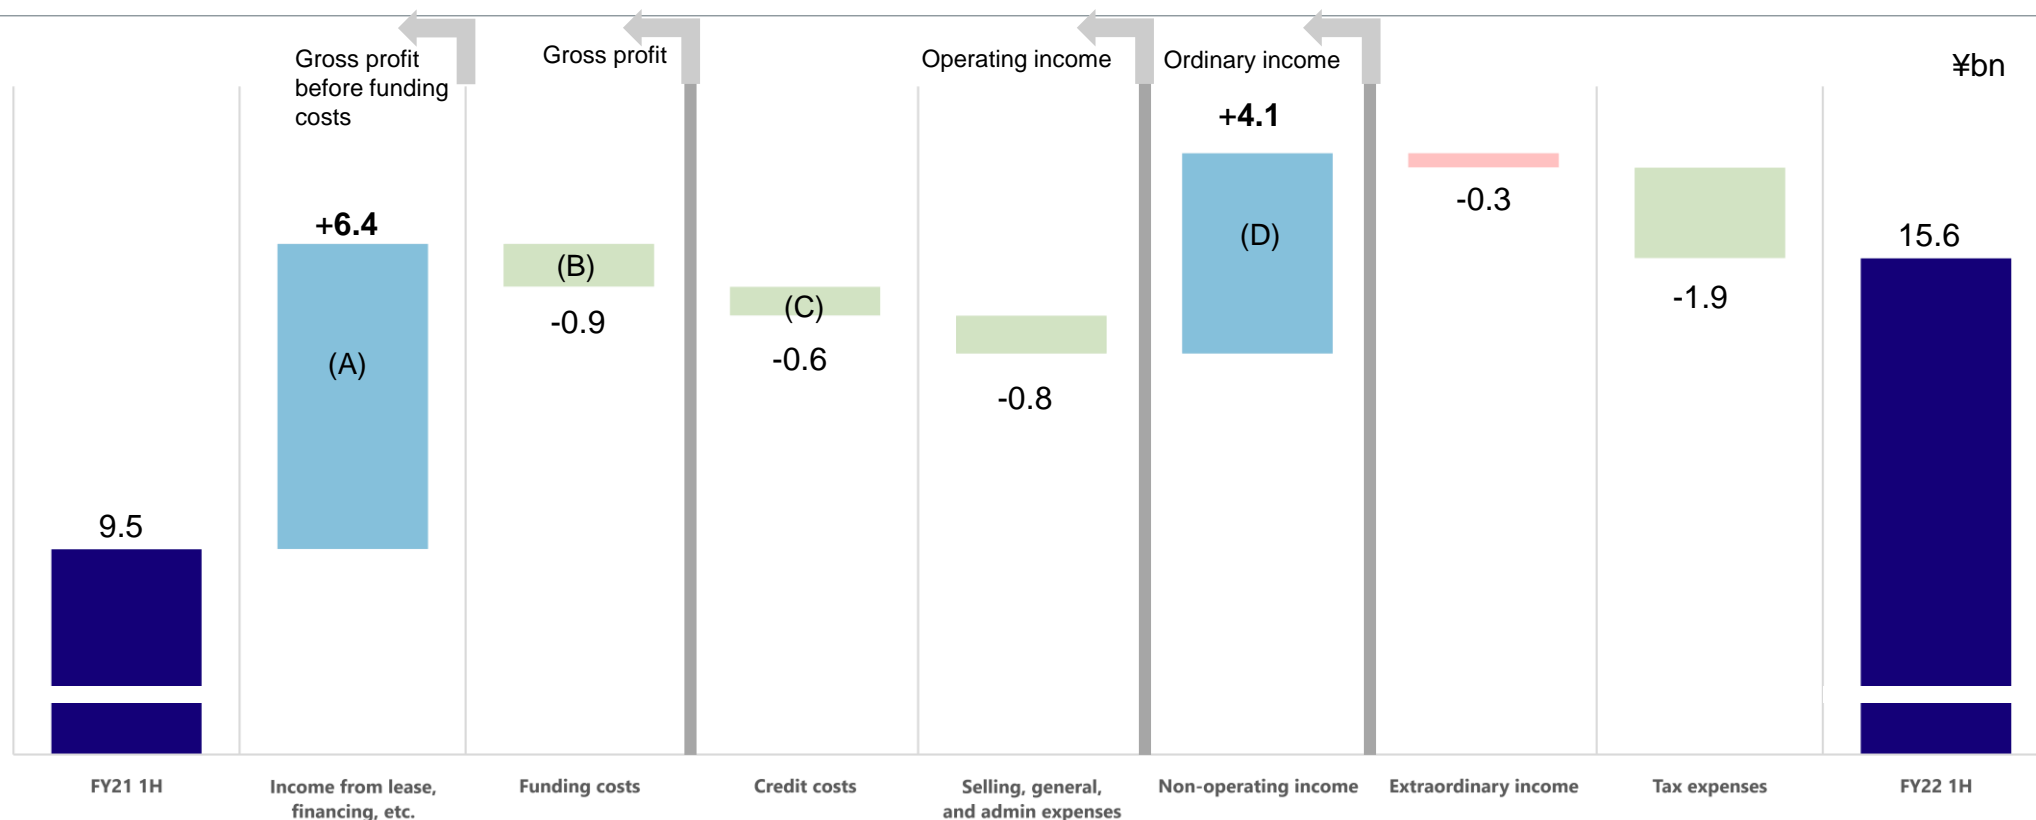 Gross profit
before funding
costs
Gross profit
Operating income
Ordinary income
¥bn
9.5
+6.4
(A)
(B)
-0.9
(C)
-0.6
-0.8
+4.1
(D)
-0.3
-1.9
15.6
FY21 1H
Income from lease,
financing, etc.
Funding costs
Credit costs
Selling, general,
and admin expenses
Non-operating income
Extraordinary income
Tax expenses
FY22 1H